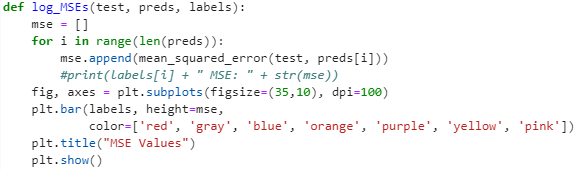 def log_MSEs(test, preds, labels):
    mse = []
    for i in range(len(preds)):
        mse.append(mean_squared_error(test, preds[i]))
        #print(labels[i] + " MSE: " + str(mse))
    fig, axes = plt.subplots(figsize=(35,10), dpi=100)
    plt.bar(labels, height=mse,
            color=['red', 'gray', 'blue', 'orange', 'purple', 'yellow', 'pink'])
    plt.title("MSE Values")
    plt.show()